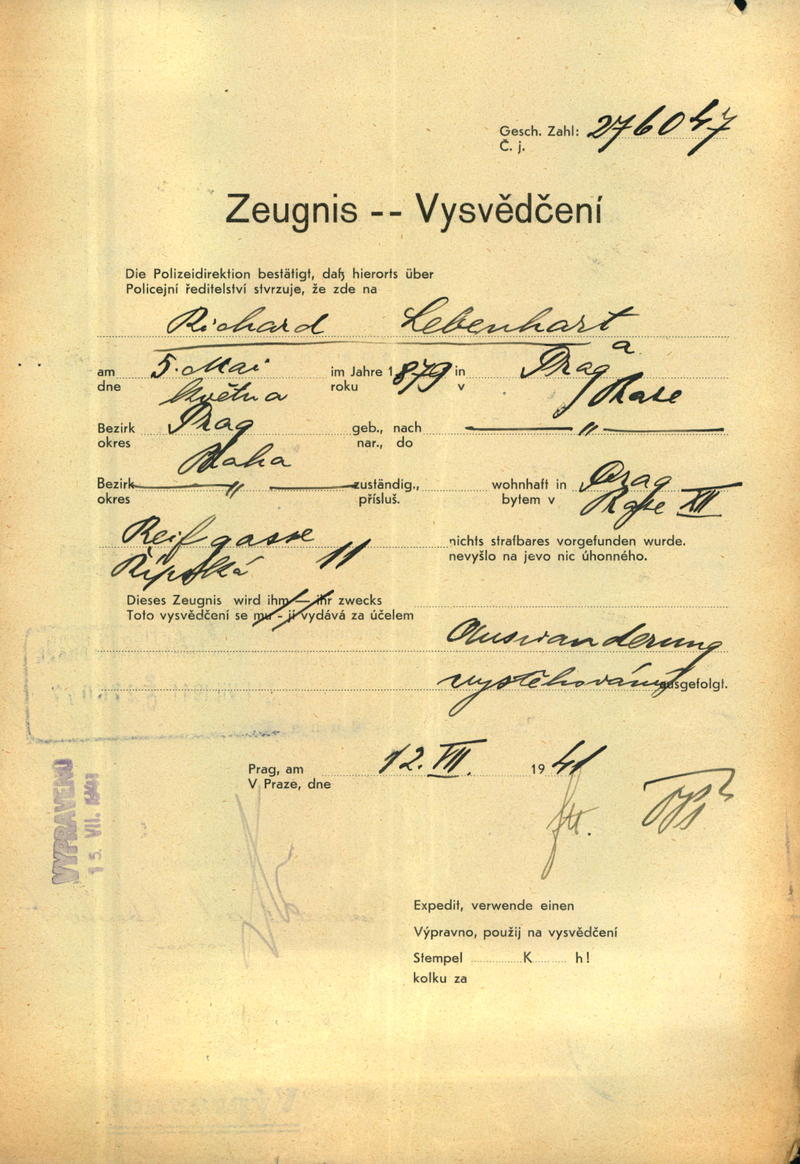 Gesch. Zahl: 276047
Č. j.
Zeugnis -- Vysvědčení
Die Polizeidirektion bestätigt, daß hierorts über
Policejní ředitelství stvrzuje, že zde na
Richard Lebenhart
am 5. Mai im Jahre 1879 in Prag
dne května roku v Praze
Bezirk Prag geb., nach — " —
okres Praha nar., do
Bezirk — " — zuständig., wohnhaft in Prag
okres přísluš. bytem v Praze XII
Reifgasse nichts strafbares vorgefunden wurde.
Řípská 11 nevyšlo na jevo nic úhonného.
Dieses Zeugnis wird ihm — ihr zwecks
Toto vysvědčení se mu - ji vydává za účelem
Auswanderung
vystěhování ausgefolgt.
Prag, am 12. VII. 1941
V Praze, dne
VYPRAVENO
15. VII. 1941
Expedit, verwende einen
Výpravno, použij na vysvědčení
Stempel K h!
kolku za